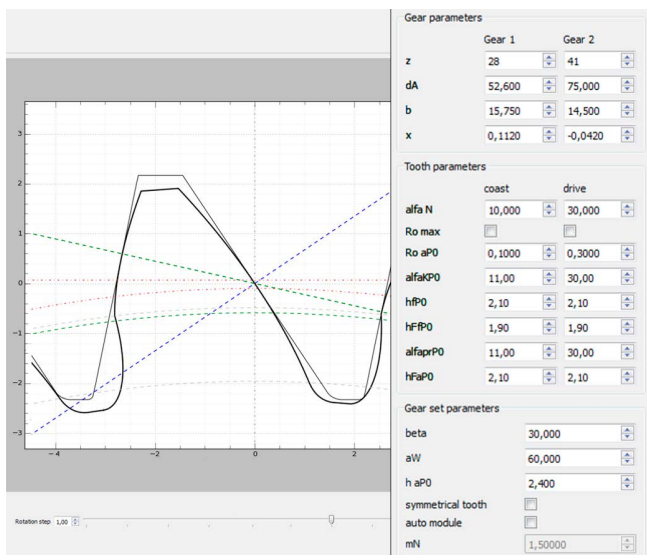 Gear parameters
Gear 1 Gear 2
z 28 41
dA 52,600 75,000
b 15,750 14,500
x 0,1120 -0,0420
Tooth parameters
coast drive
alfa N 10,000 30,000
Ro max
Ro aP0 0,1000 0,3000
alfaKP0 11,00 30,00
hfP0 2,10 2,10
hFfP0 1,90 1,90
alfaprP0 11,00 30,00
hFaP0 2,10 2,10
Gear set parameters
beta 30,000
aW 60,000
h aP0 2,400
symmetrical tooth
auto module
mN 1,50000
3
2
1
0
−1
−2
−3
−4 −2 0 2
Rotation step 1,00